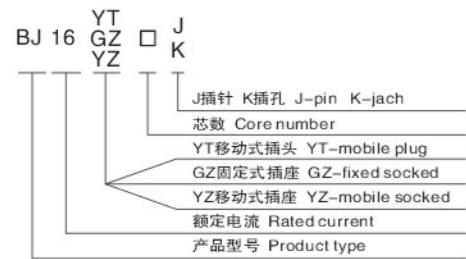 YT
BJ 16 GZ □ J
YZ K
J插针 K插孔 J-pin K-jach
芯数 Core number
YT移动式插头 YT-mobile plug
GZ固定式插座 GZ-fixed socked
YZ移动式插座 YZ-mobile socked
额定电流 Rated current
产品型号 Product type